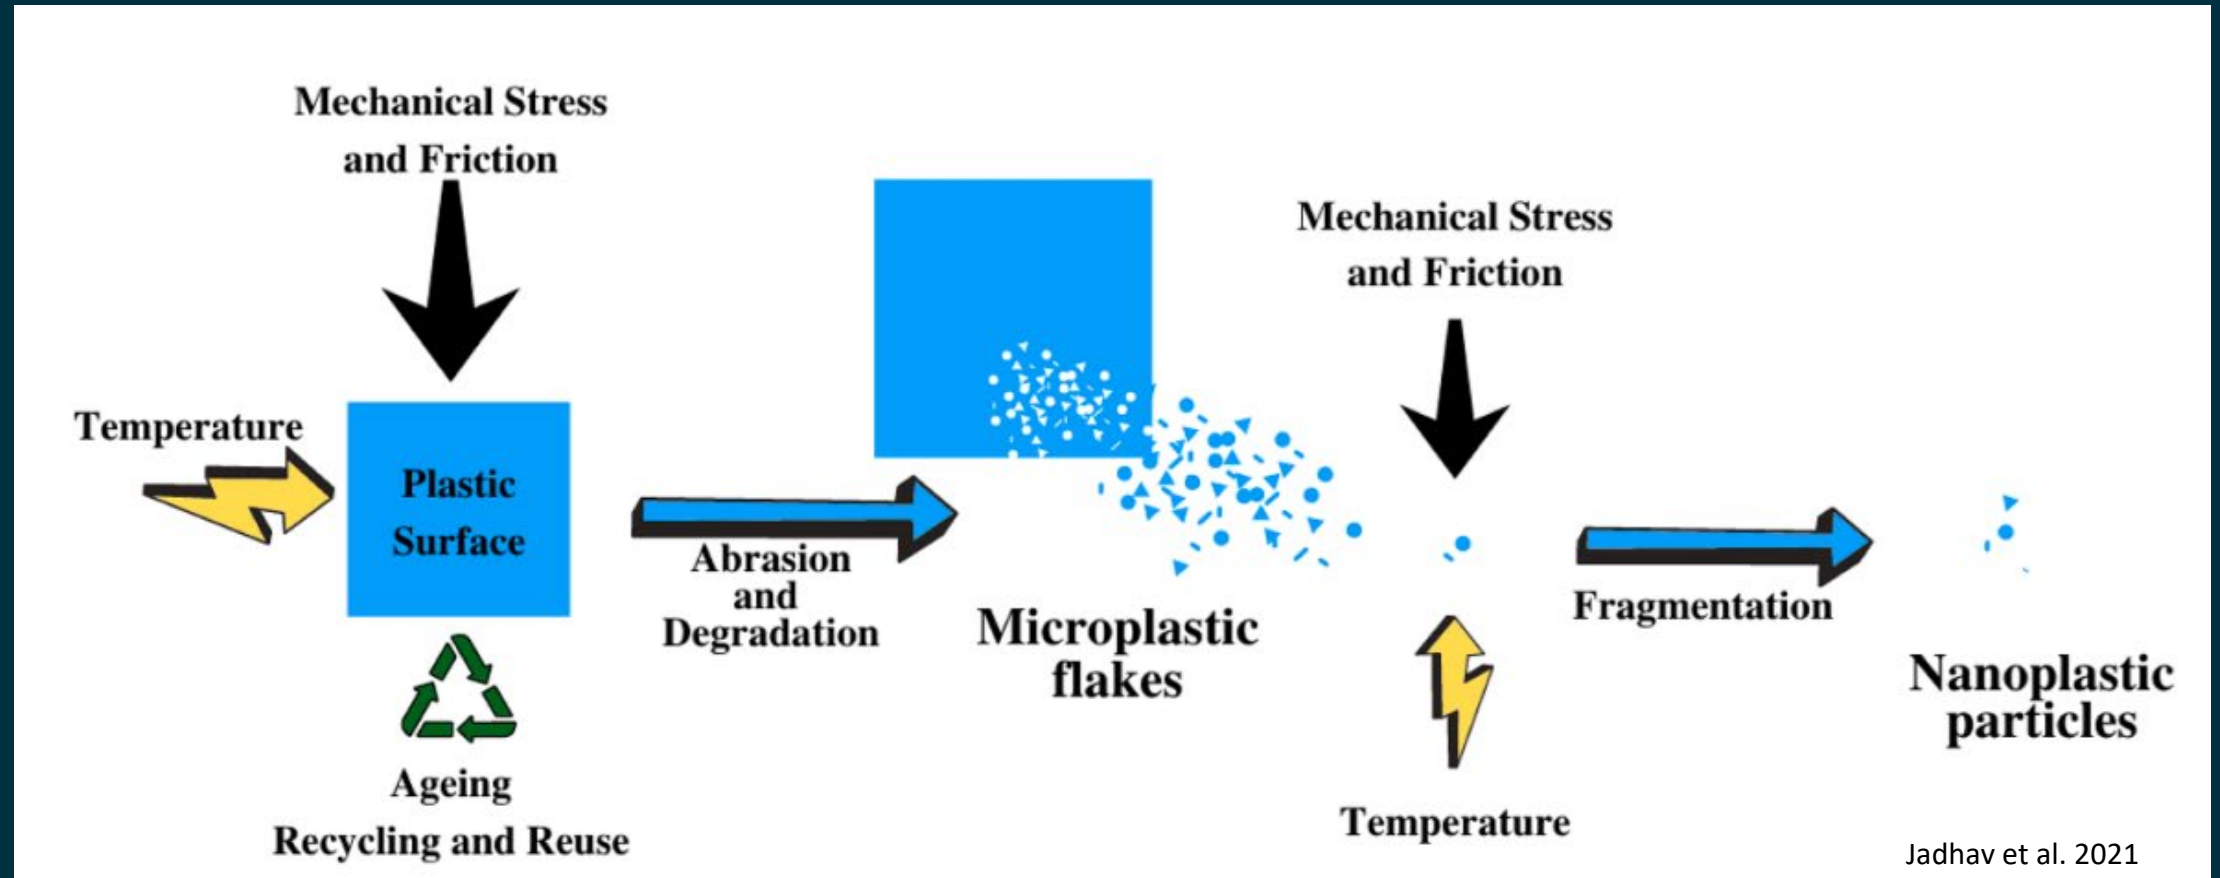 Mechanical Stress
and Friction
Temperature
Plastic
Surface
Ageing
Recycling and Reuse
Abrasion
and
Degradation
Microplastic
flakes
Mechanical Stress
and Friction
Temperature
Fragmentation
Nanoplastic
particles
Jadhav et al. 2021